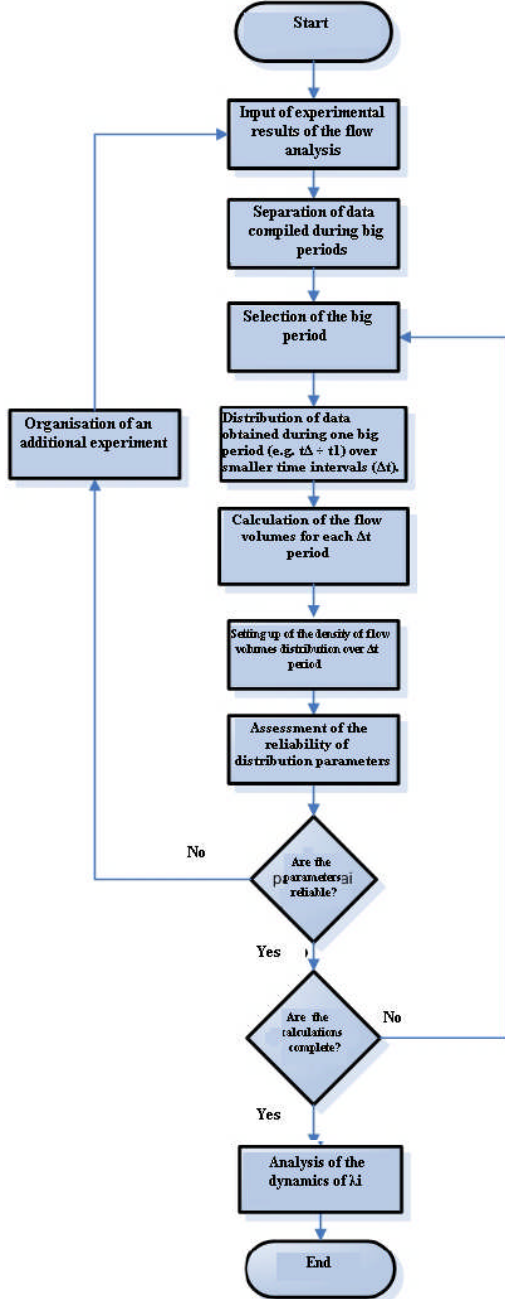 Start
Input of experimental
results of the flow
analysis
Separation of data
compiled during big
periods
Selection of the big
period
Organisation of an
additional experiment
Distribution of data
obtained during one big
period (e.g. tΔ ÷ t1) over
smaller time intervals (Δt).
Calculation of the flow
volumes for each Δt
period
Setting up of the density of flow
volumes distribution over Δt
period
Assessment of the
reliability of
distribution parameters
No
Are the
parameters
reliable?
Yes
Are the
calculations
complete?
No
Yes
Analysis of the
dynamics of λi
End